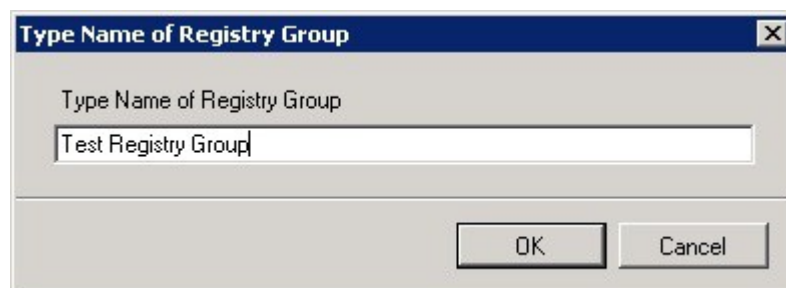 Type Name of Registry Group
Type Name of Registry Group
Test Registry Group
OK
Cancel